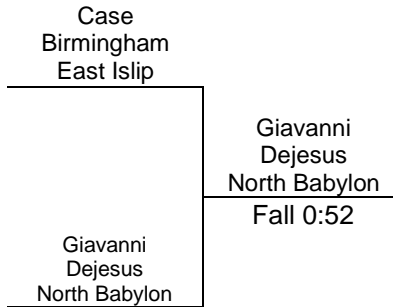 Case
Birmingham
East Islip
Giavanni
Dejesus
North Babylon
Fall 0:52
Giavanni
Dejesus
North Babylon